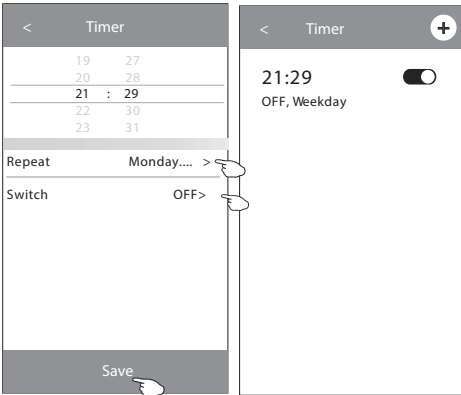 < Timer
19 27
20 28
21 : 29
22 30
23 31
Repeat Monday.... >
Switch OFF>
Save
< Timer +
21:29
OFF, Weekday